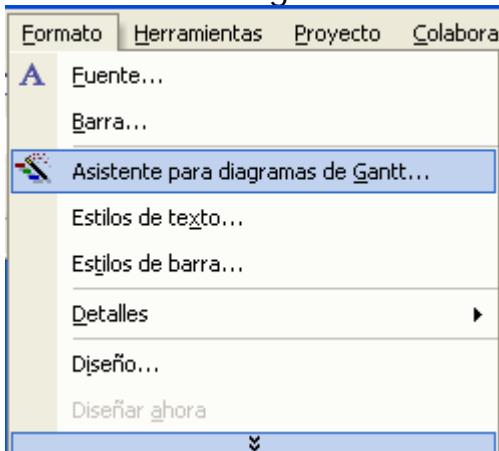 Formato Herramientas Proyecto Colabora
Fuente...
Barra...
Asistente para diagramas de Gantt...
Estilos de texto...
Estilos de barra...
Detalles
Diseño...
Diseñar ahora